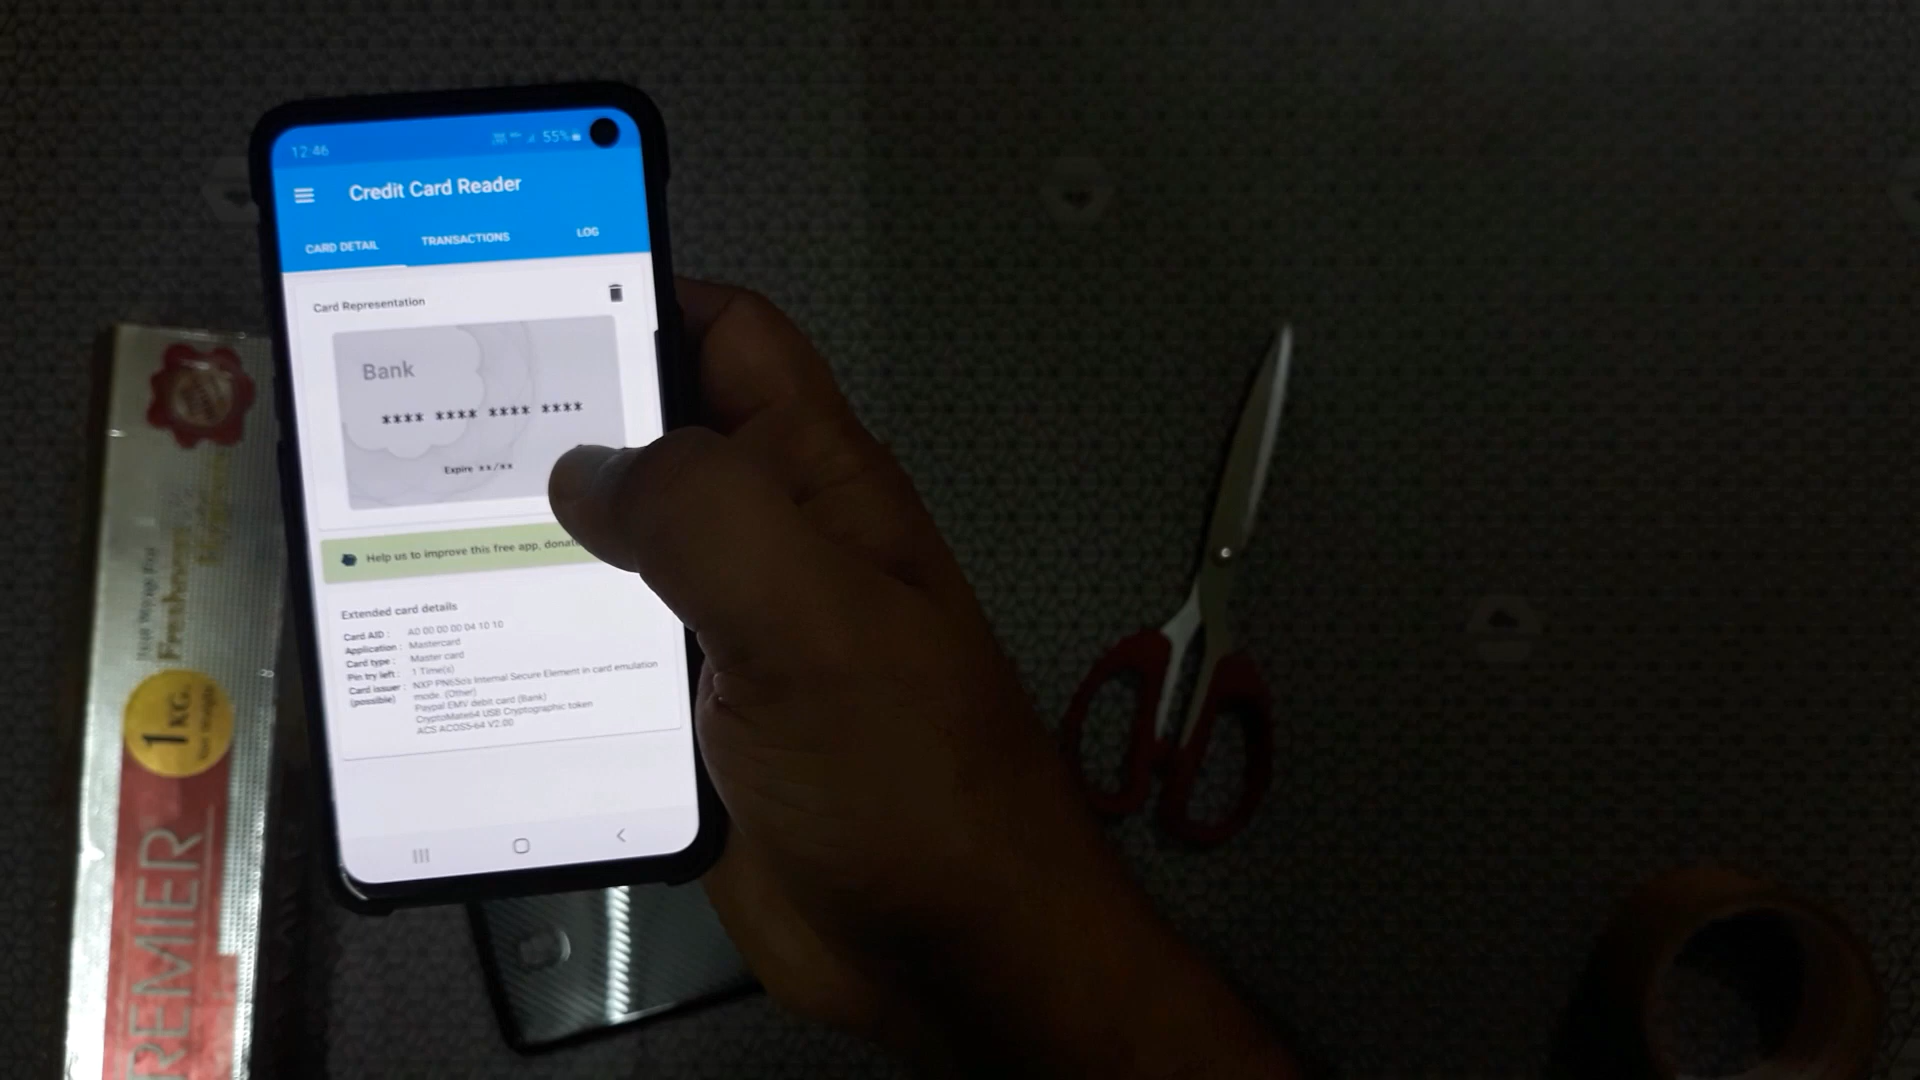 12:46
55%
Credit Card Reader
CARD DETAIL
TRANSACTIONS
LOG
Card Representation
Bank
**** **** **** ****
Expire **/**
Help us to improve this free app, donat
Extended card details
Card AID : A0 00 00 00 04 10 10
Application : Mastercard
Card type : Master card
Pin try left : 1 Time(s)
Card issuer : NXP PN65o's Internal Secure Element in card emulation
(possible) mode. (Other)
Paypal EMV debit card (Bank)
CryptoMate64 USB Cryptographic token
ACS ACOS5-64 V2.00
Freshness
1 KG.
REMIER